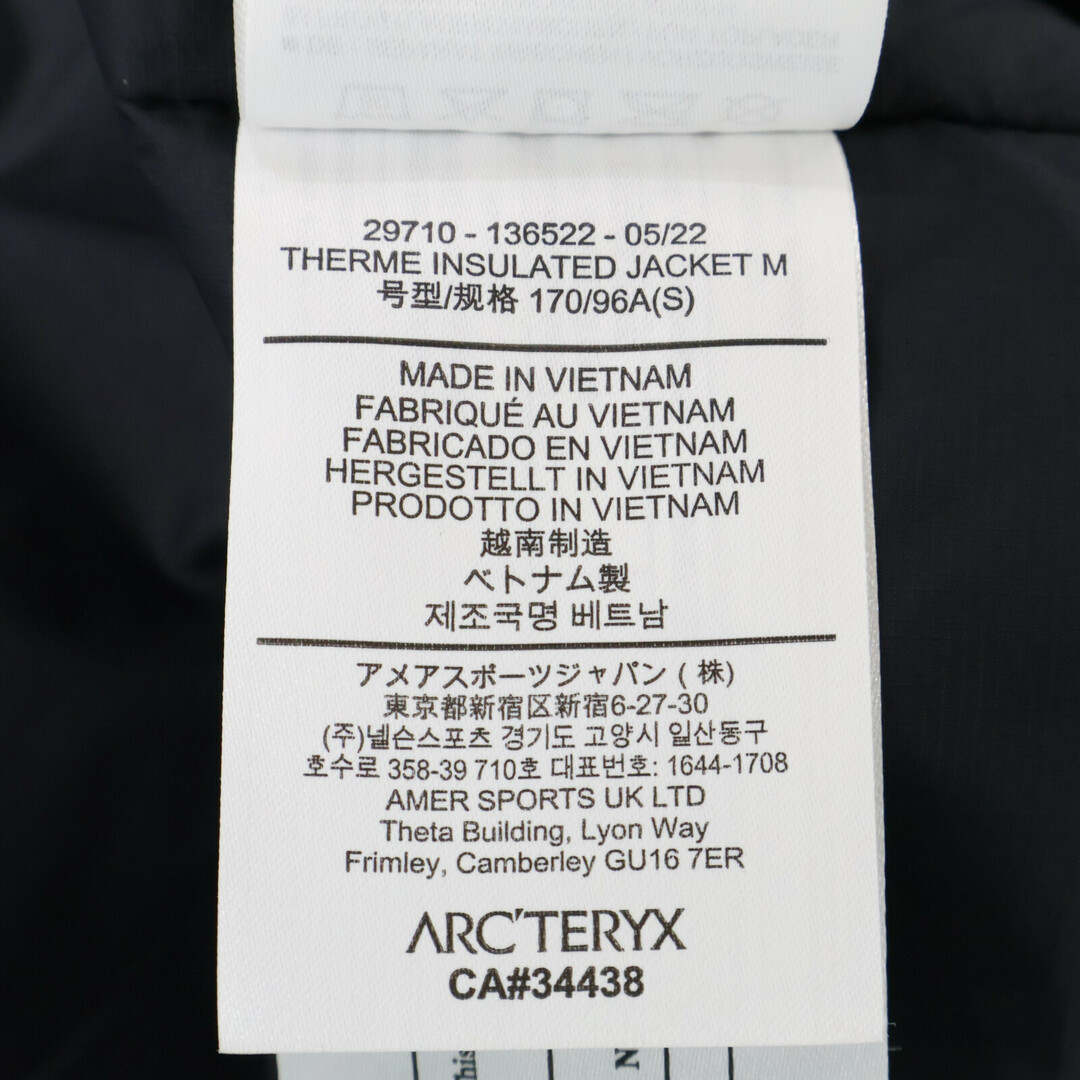 29710 - 136522 - 05/22
THERME INSULATED JACKET M
号型/规格 170/96A(S)
MADE IN VIETNAM
FABRIQUÉ AU VIETNAM
FABRICADO EN VIETNAM
HERGESTELLT IN VIETNAM
PRODOTTO IN VIETNAM
越南制造
ベトナム製
제조국명 베트남
アメアスポーツジャパン ( 株)
東京都新宿区新宿6-27-30
(주)넬슨스포츠 경기도 고양시 일산동구
호수로 358-39 710호 대표번호: 1644-1708
AMER SPORTS UK LTD
Theta Building, Lyon Way
Frimley, Camberley GU16 7ER
ARC'TERYX
CA#34438